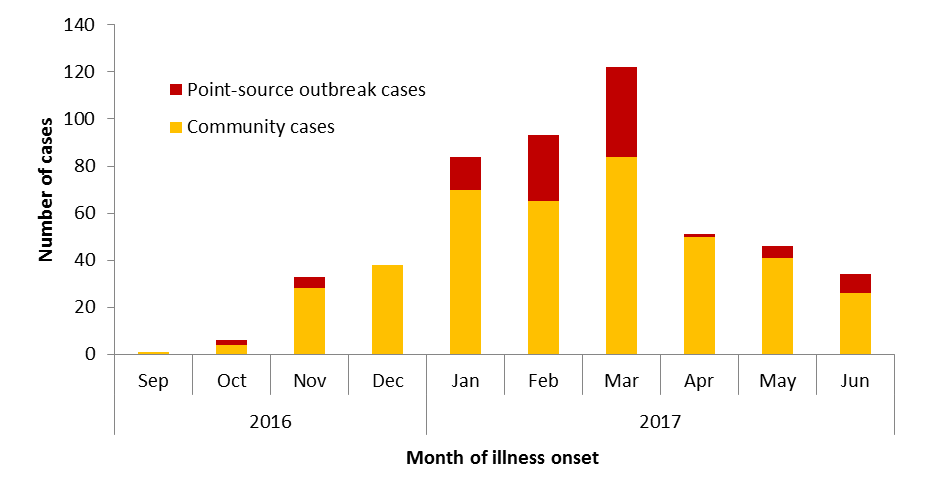 140
120
100
80
60
40
20
0
Number of cases
Point-source outbreak cases
Community cases
Sep Oct Nov Dec Jan Feb Mar Apr May Jun
2016 2017
Month of illness onset